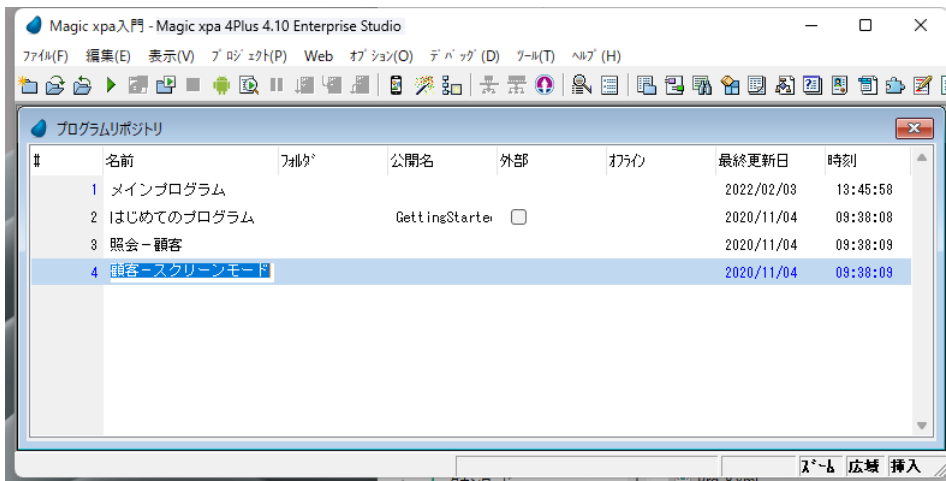 Magic xpa入門 - Magic xpa 4Plus 4.10 Enterprise Studio
ﾌｧｲﾙ(F) 編集(E) 表示(V) ﾌﾟﾛｼﾞｪｸﾄ(P) Web ｵﾌﾟｼｮﾝ(O) ﾃﾞﾊﾞｯｸﾞ(D) ﾂｰﾙ(T) ﾍﾙﾌﾟ(H)
プログラムリポジトリ
# 名前 ﾌｫﾙﾀﾞ 公開名 外部 ｵﾌﾗｲﾝ 最終更新日 時刻
1 メインプログラム 2022/02/03 13:45:58
2 はじめてのプログラム GettingStarte 2020/11/04 09:38:08
3 照会－顧客 2020/11/04 09:38:09
4 顧客－スクリーンモード 2020/11/04 09:38:09
ｽﾞｰﾑ 広域 挿入